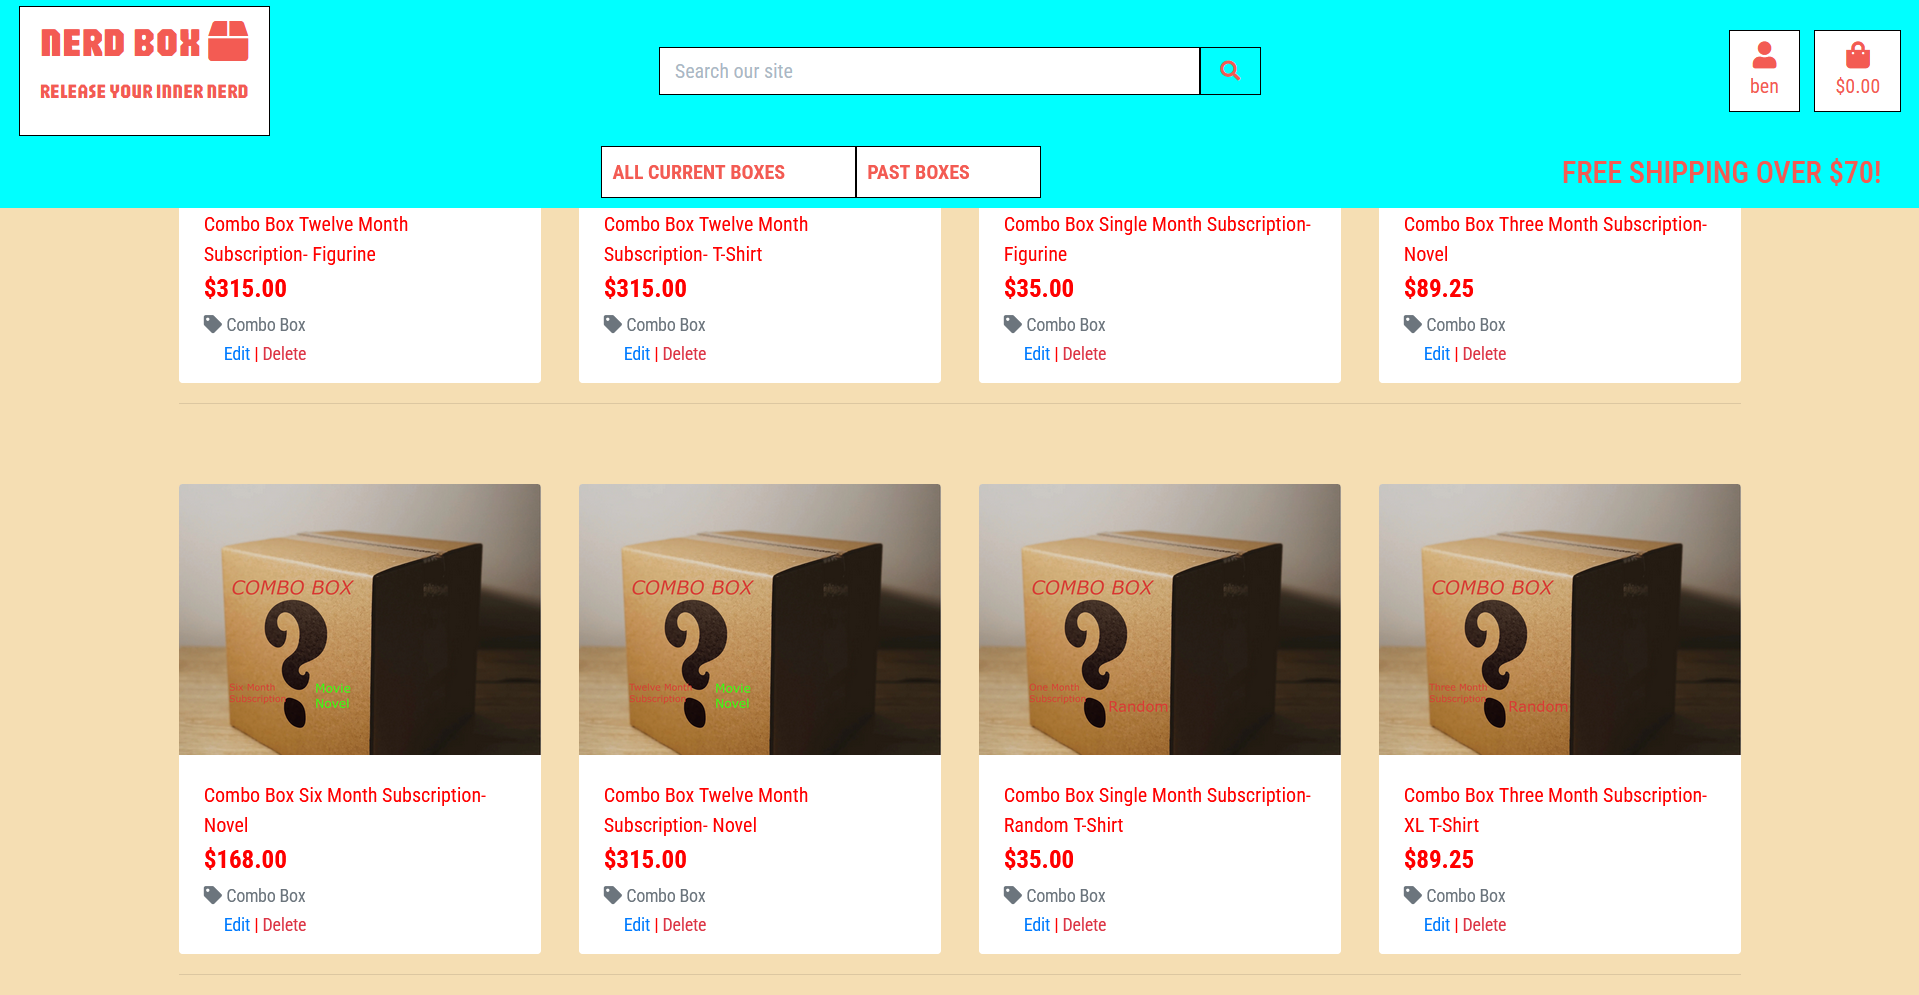 NERD BOX
RELEASE YOUR INNER NERD
Search our site
ben
$0.00
ALL CURRENT BOXES
PAST BOXES
FREE SHIPPING OVER $70!
Combo Box Twelve Month
Subscription- Figurine
$315.00
Combo Box
Edit | Delete
Combo Box Twelve Month
Subscription- T-Shirt
$315.00
Combo Box
Edit | Delete
Combo Box Single Month Subscription-
Figurine
$35.00
Combo Box
Edit | Delete
Combo Box Three Month Subscription-
Novel
$89.25
Combo Box
Edit | Delete
COMBO BOX
?
Six Month
Subscription
Movie
Novel
Combo Box Six Month Subscription-
Novel
$168.00
Combo Box
Edit | Delete
COMBO BOX
?
Twelve Month
Subscription
Movie
Novel
Combo Box Twelve Month
Subscription- Novel
$315.00
Combo Box
Edit | Delete
COMBO BOX
?
One Month
Subscription
Random
Combo Box Single Month Subscription-
Random T-Shirt
$35.00
Combo Box
Edit | Delete
COMBO BOX
?
Three Month
Subscription
Random
Combo Box Three Month Subscription-
XL T-Shirt
$89.25
Combo Box
Edit | Delete